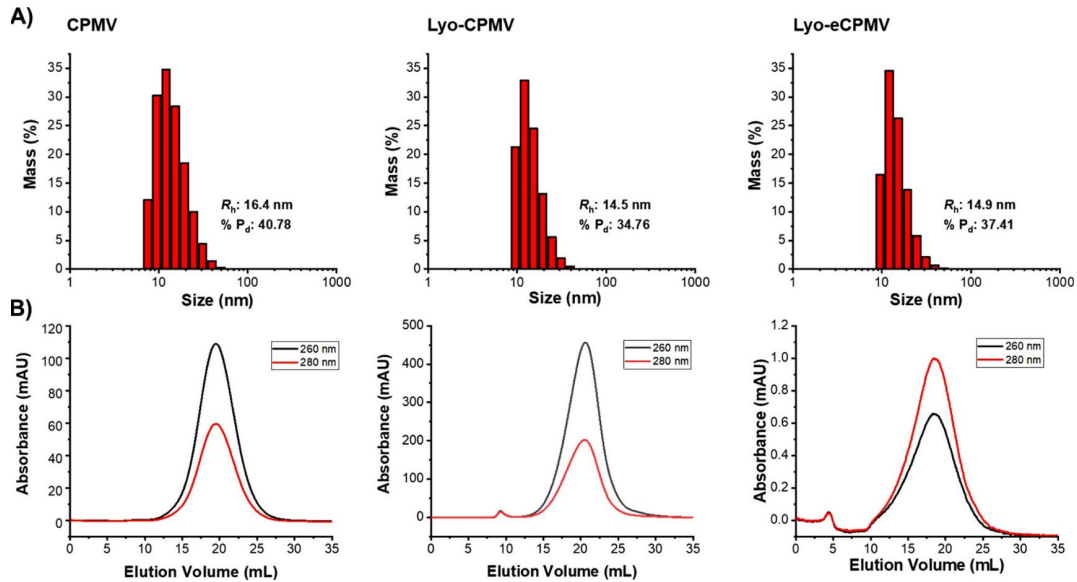 A)
CPMV
Lyo-CPMV
Lyo-eCPMV
Mass (%)
35
30
25
20
15
10
5
0
Rh: 16.4 nm
% Pd: 40.78
1
10
100
1000
Size (nm)
Mass (%)
35
30
25
20
15
10
5
0
Rh: 14.5 nm
% Pd: 34.76
1
10
100
1000
Size (nm)
Mass (%)
35
30
25
20
15
10
5
0
Rh: 14.9 nm
% Pd: 37.41
1
10
100
1000
Size (nm)
B)
Absorbance (mAU)
120
100
80
60
40
20
0
260 nm
280 nm
0
5
10
15
20
25
30
35
Elution Volume (mL)
Absorbance (mAU)
500
400
300
200
100
0
260 nm
280 nm
0
5
10
15
20
25
30
35
Elution Volume (mL)
Absorbance (mAU)
1.2
1.0
0.8
0.6
0.4
0.2
0.0
260 nm
280 nm
0
5
10
15
20
25
30
35
Elution Volume (mL)